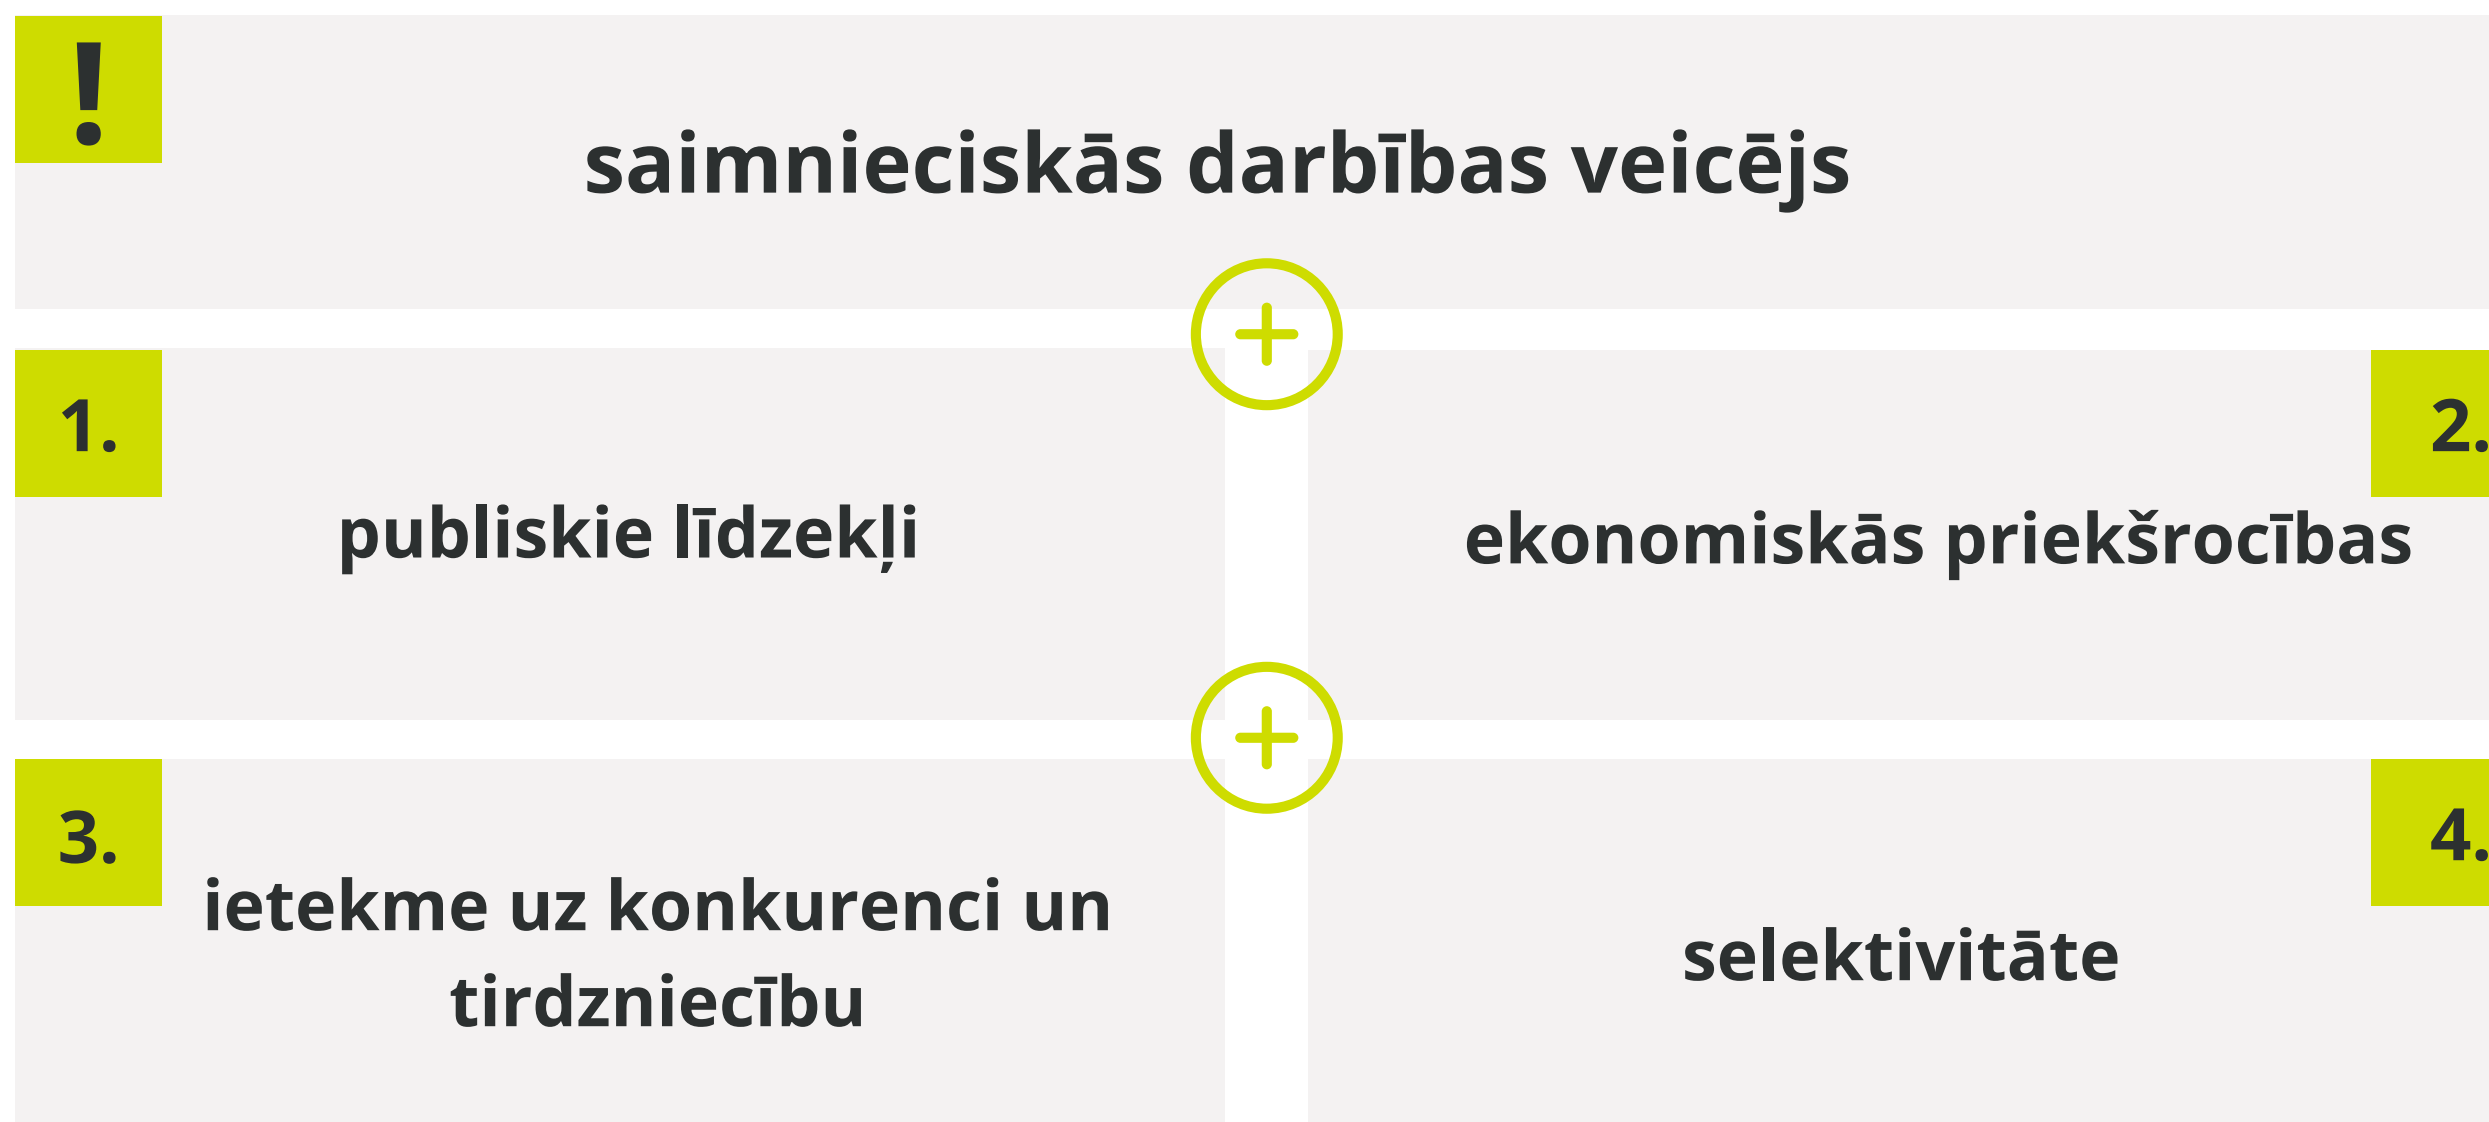 !
saimnieciskās darbības veicējs
1.
publiskie līdzekļi
2.
ekonomiskās priekšrocības
3.
ietekme uz konkurenci un
tirdzniecību
4.
selektivitāte